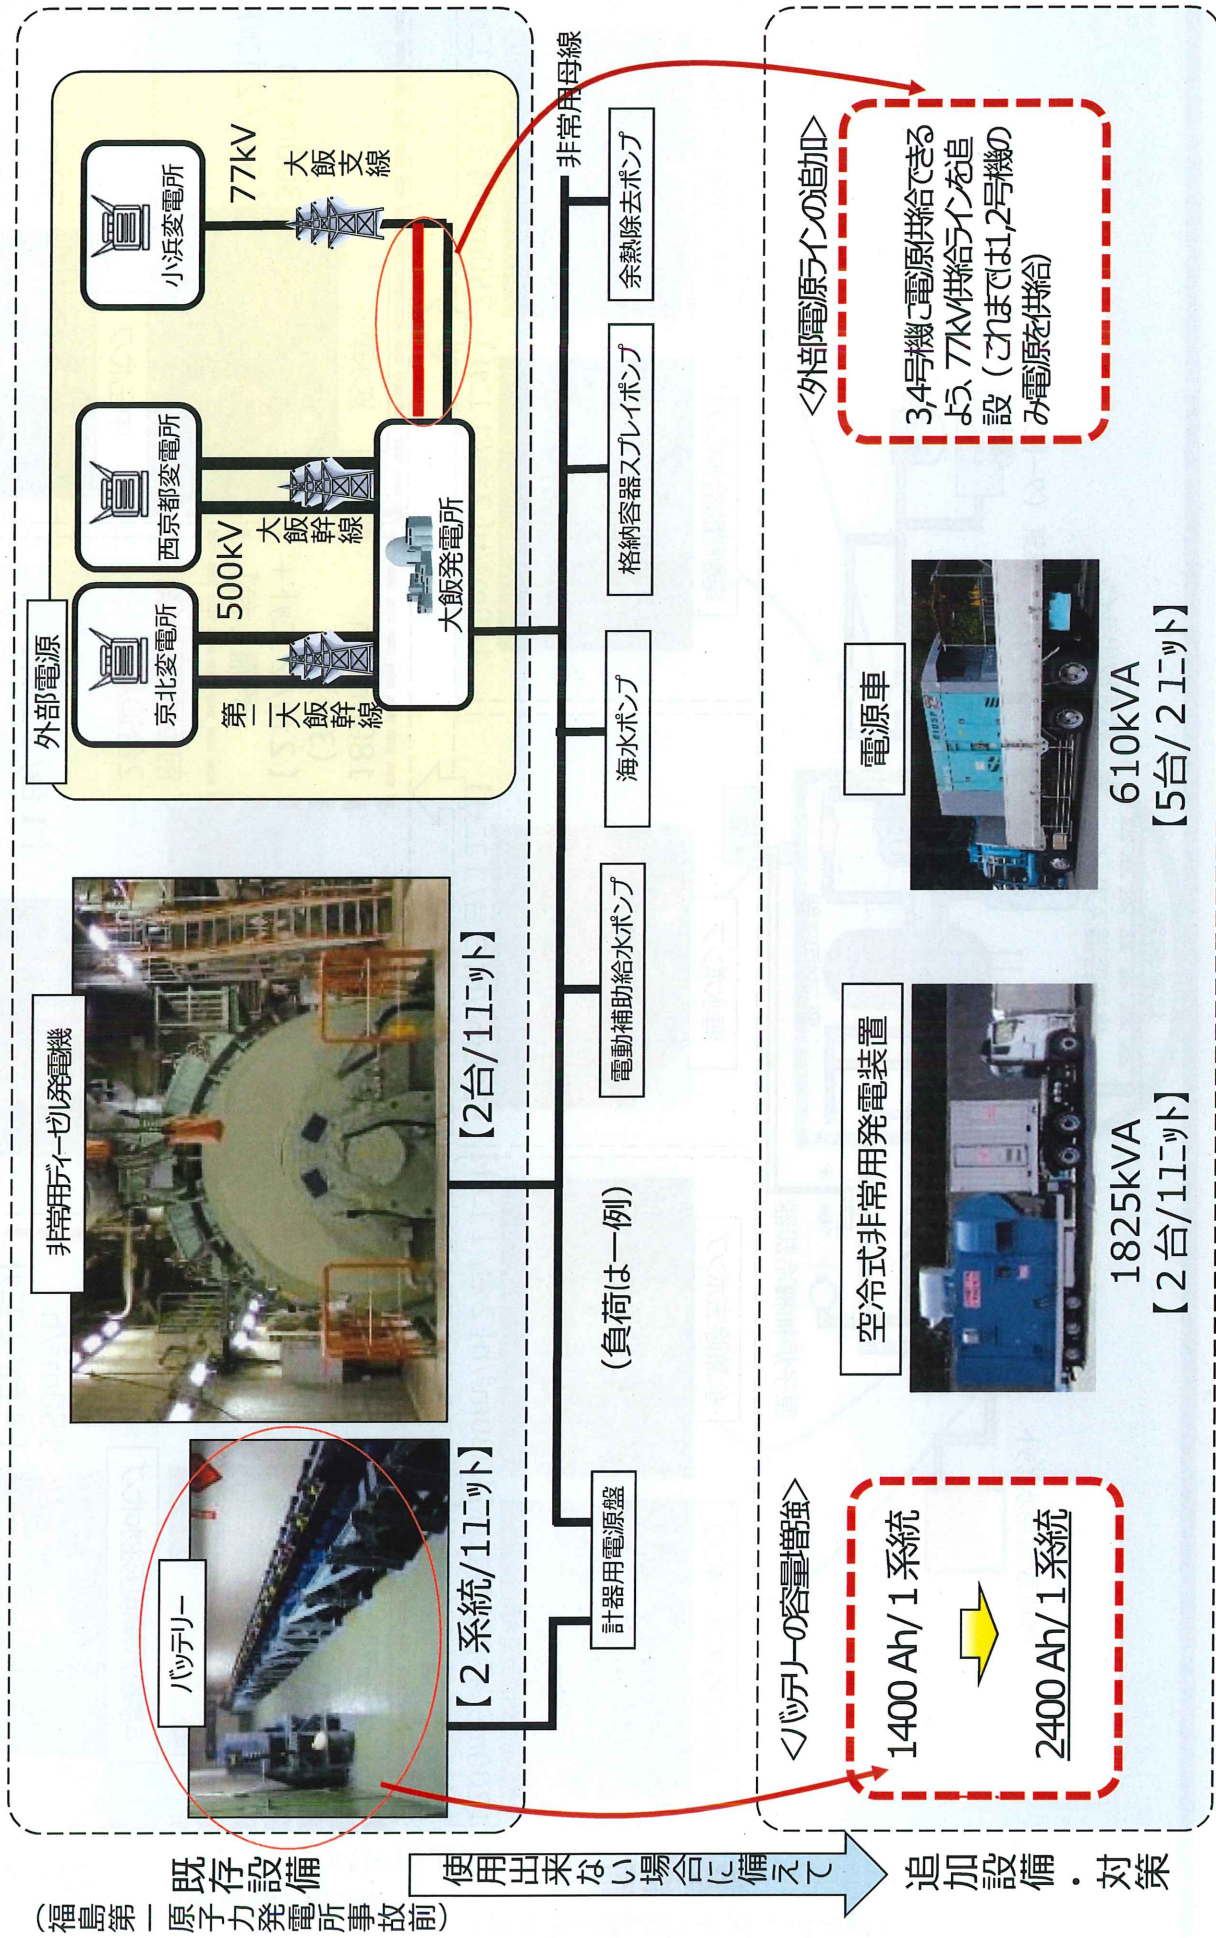 既存設備
（福島第一原子力発電所事故前）
バッテリー
【２系統/1ﾕﾆｯﾄ】
非常用ディーゼル発電機
【2台/1ﾕﾆｯﾄ】
外部電源
京北変電所
西京都変電所
小浜変電所
500kV
77kV
第二大飯幹線
大飯幹線
大飯支線
大飯発電所
非常用母線
計器用電源盤
（負荷は一例）
電動補助給水ポンプ
海水ポンプ
格納容器スプレイポンプ
余熱除去ポンプ
使用出来ない場合に備えて
追加設備・対策
<バッテリーの容量増強>
1400 Ah/１系統
2400 Ah/１系統
空冷式非常用発電装置
1825kVA
【２台/1ﾕﾆｯﾄ】
電源車
610kVA
【5台/２ﾕﾆｯﾄ】
<外部電源ラインの追加>
3,4号機に電源供給できる
よう、77kV供給ラインを追
設（これまでは1,2号機の
み電源を供給）